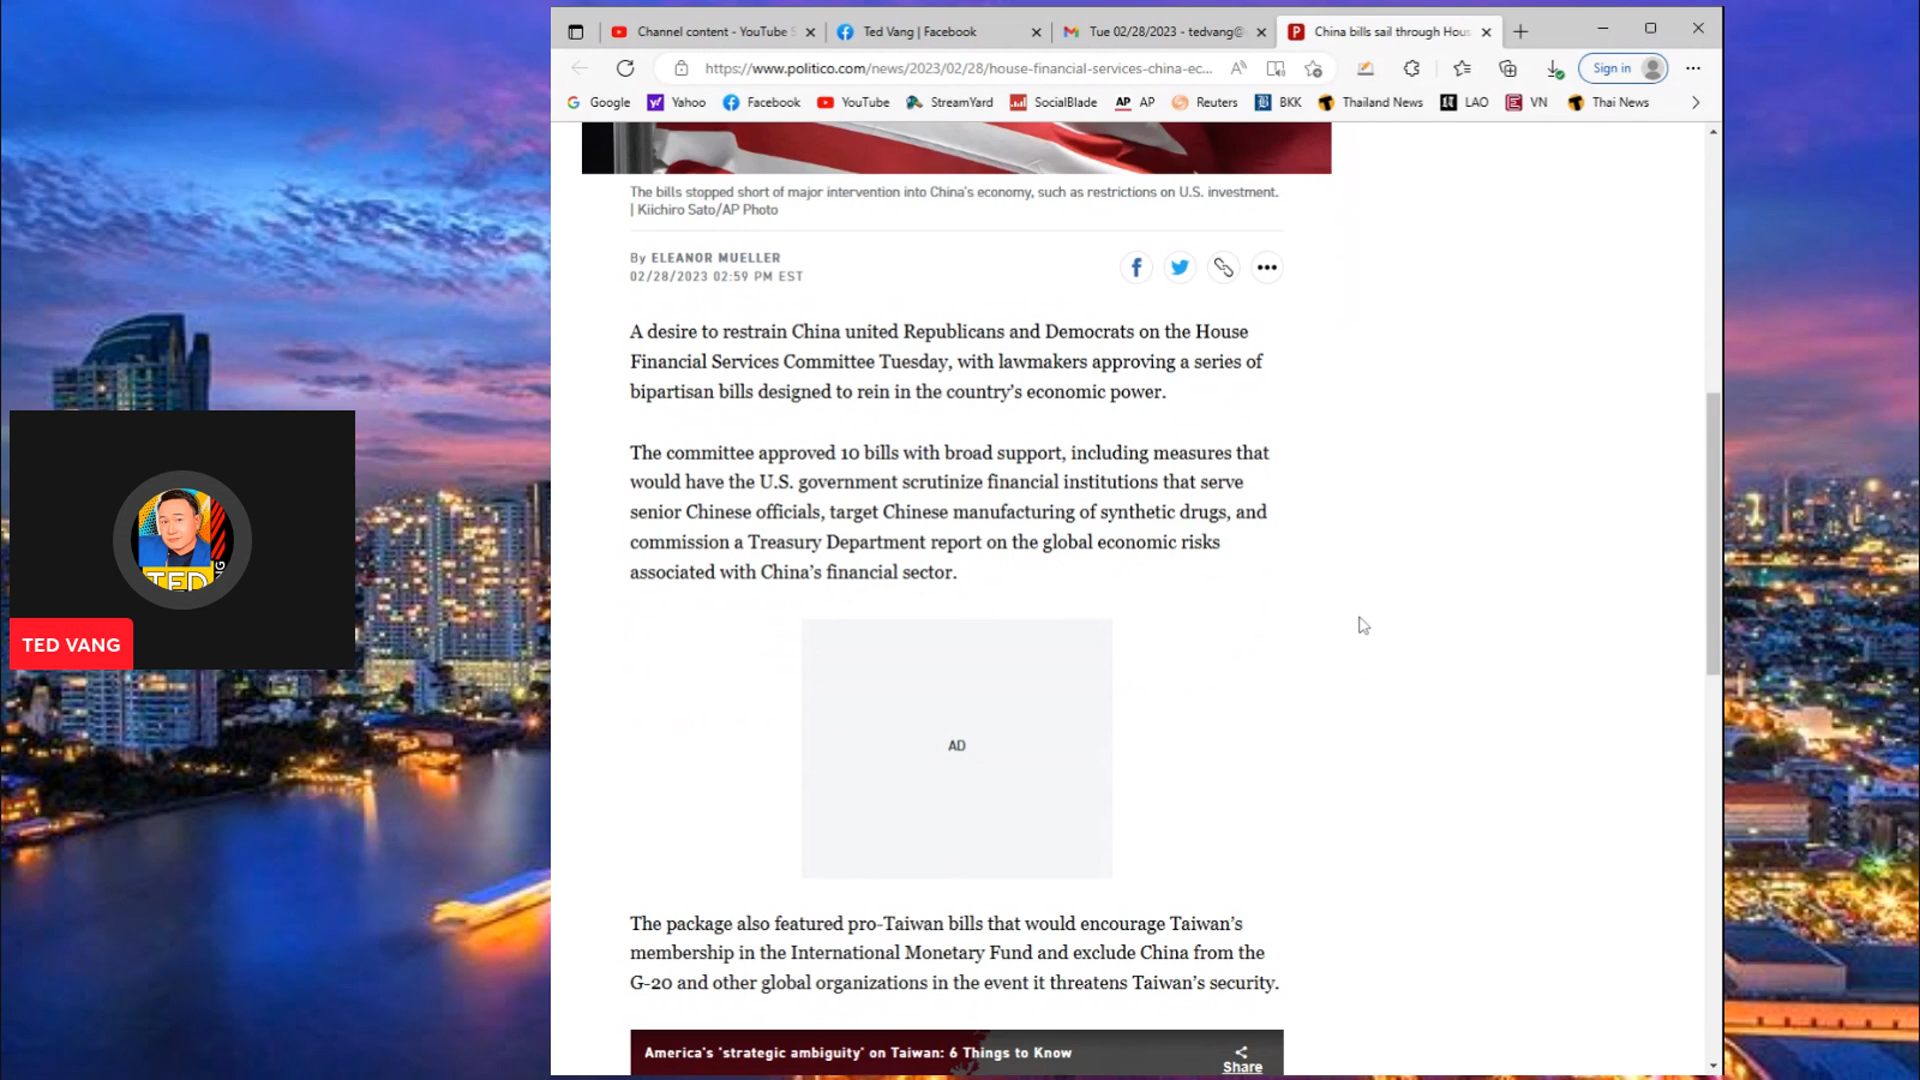 Channel content - YouTube S
Ted Vang | Facebook
Tue 02/28/2023 - tedvang@
China bills sail through Hous
https://www.politico.com/news/2023/02/28/house-financial-services-china-ec...
Sign in
Google
Yahoo
Facebook
YouTube
StreamYard
SocialBlade
AP AP
Reuters
BKK
Thailand News
LAO
VN
Thai News
The bills stopped short of major intervention into China's economy, such as restrictions on U.S. investment.
| Kiichiro Sato/AP Photo
By ELEANOR MUELLER
02/28/2023 02:59 PM EST
A desire to restrain China united Republicans and Democrats on the House
Financial Services Committee Tuesday, with lawmakers approving a series of
bipartisan bills designed to rein in the country's economic power.
The committee approved 10 bills with broad support, including measures that
would have the U.S. government scrutinize financial institutions that serve
senior Chinese officials, target Chinese manufacturing of synthetic drugs, and
commission a Treasury Department report on the global economic risks
associated with China's financial sector.
TED
TED VANG
AD
The package also featured pro-Taiwan bills that would encourage Taiwan's
membership in the International Monetary Fund and exclude China from the
G-20 and other global organizations in the event it threatens Taiwan's security.
America's 'strategic ambiguity' on Taiwan: 6 Things to Know
Share